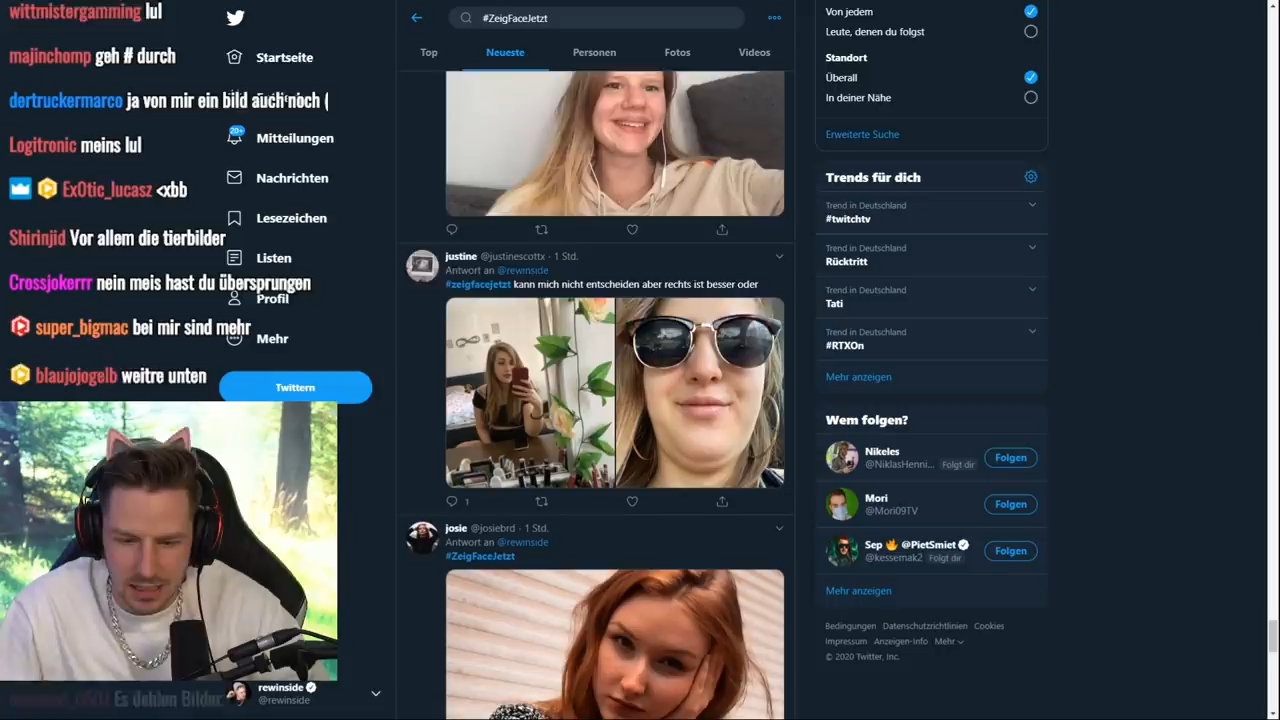 wittmistergamming lul
majinchomp geh # durch
dertruckermarco ja von mir ein bild auch noch (
Logitronic meins lul
Ex0tic_lucasz <xbb
Shirinjid Vor allem die tierbilder
Crossjokerrr nein meis hast du übersprungen
super_bigmac bei mir sind mehr
blaujojogelb weitre unten
Es dehlen Bilder
Startseite
20+
Mitteilungen
Nachrichten
Lesezeichen
Listen
Profil
Mehr
Twittern
rewinside
@rewinside
#ZeigFaceJetzt
Top
Neueste
Personen
Fotos
Videos
justine @justinescottx · 1 Std.
Antwort an @rewinside
#zeigfacejetzt kann mich nicht entscheiden aber rechts ist besser oder
1
josie @josiebrd · 1 Std.
Antwort an @rewinside
#ZeigFaceJetzt
Von jedem
Leute, denen du folgst
Standort
Überall
In deiner Nähe
Erweiterte Suche
Trends für dich
Trend in Deutschland
#twitchtv
Trend in Deutschland
Rücktritt
Trend in Deutschland
Tati
Trend in Deutschland
#RTXOn
Mehr anzeigen
Wem folgen?
Nikeles
@NiklasHenni... Folgt dir
Folgen
Mori
@Mori09TV
Folgen
Sep 🔥 @PietSmiet
@kessemak2 Folgt dir
Folgen
Mehr anzeigen
Bedingungen Datenschutzrichtlinien Cookies
Impressum Anzeigen-Info Mehr
© 2020 Twitter, Inc.